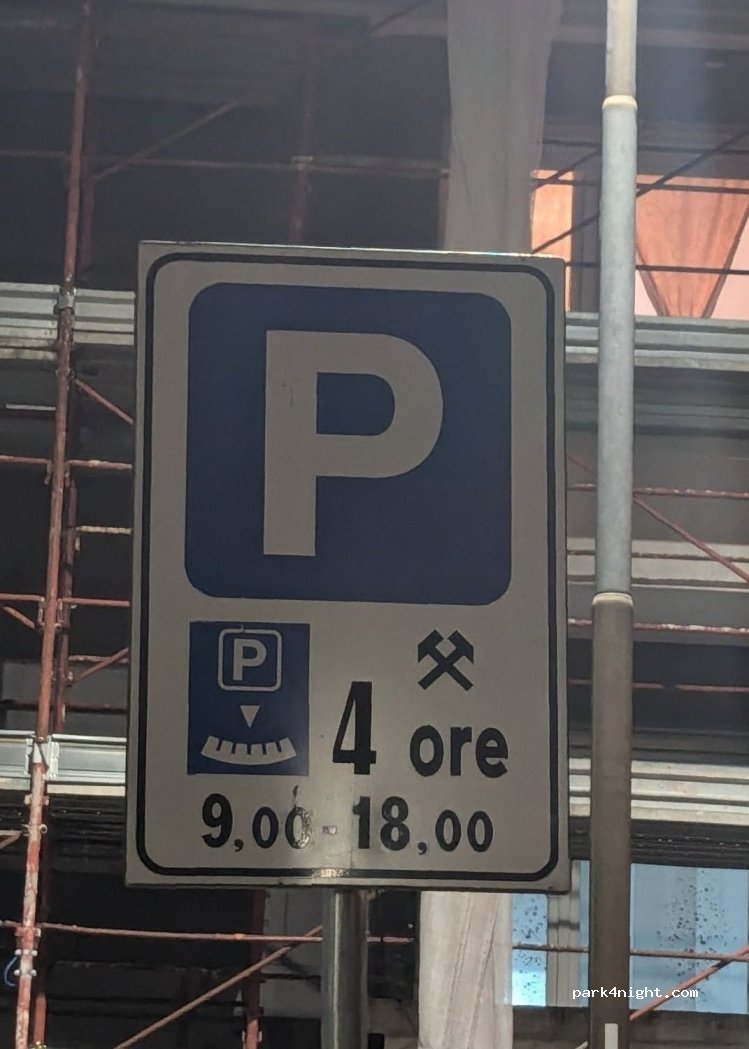 P
P
4 ore
9,00 - 18,00
park4night.com